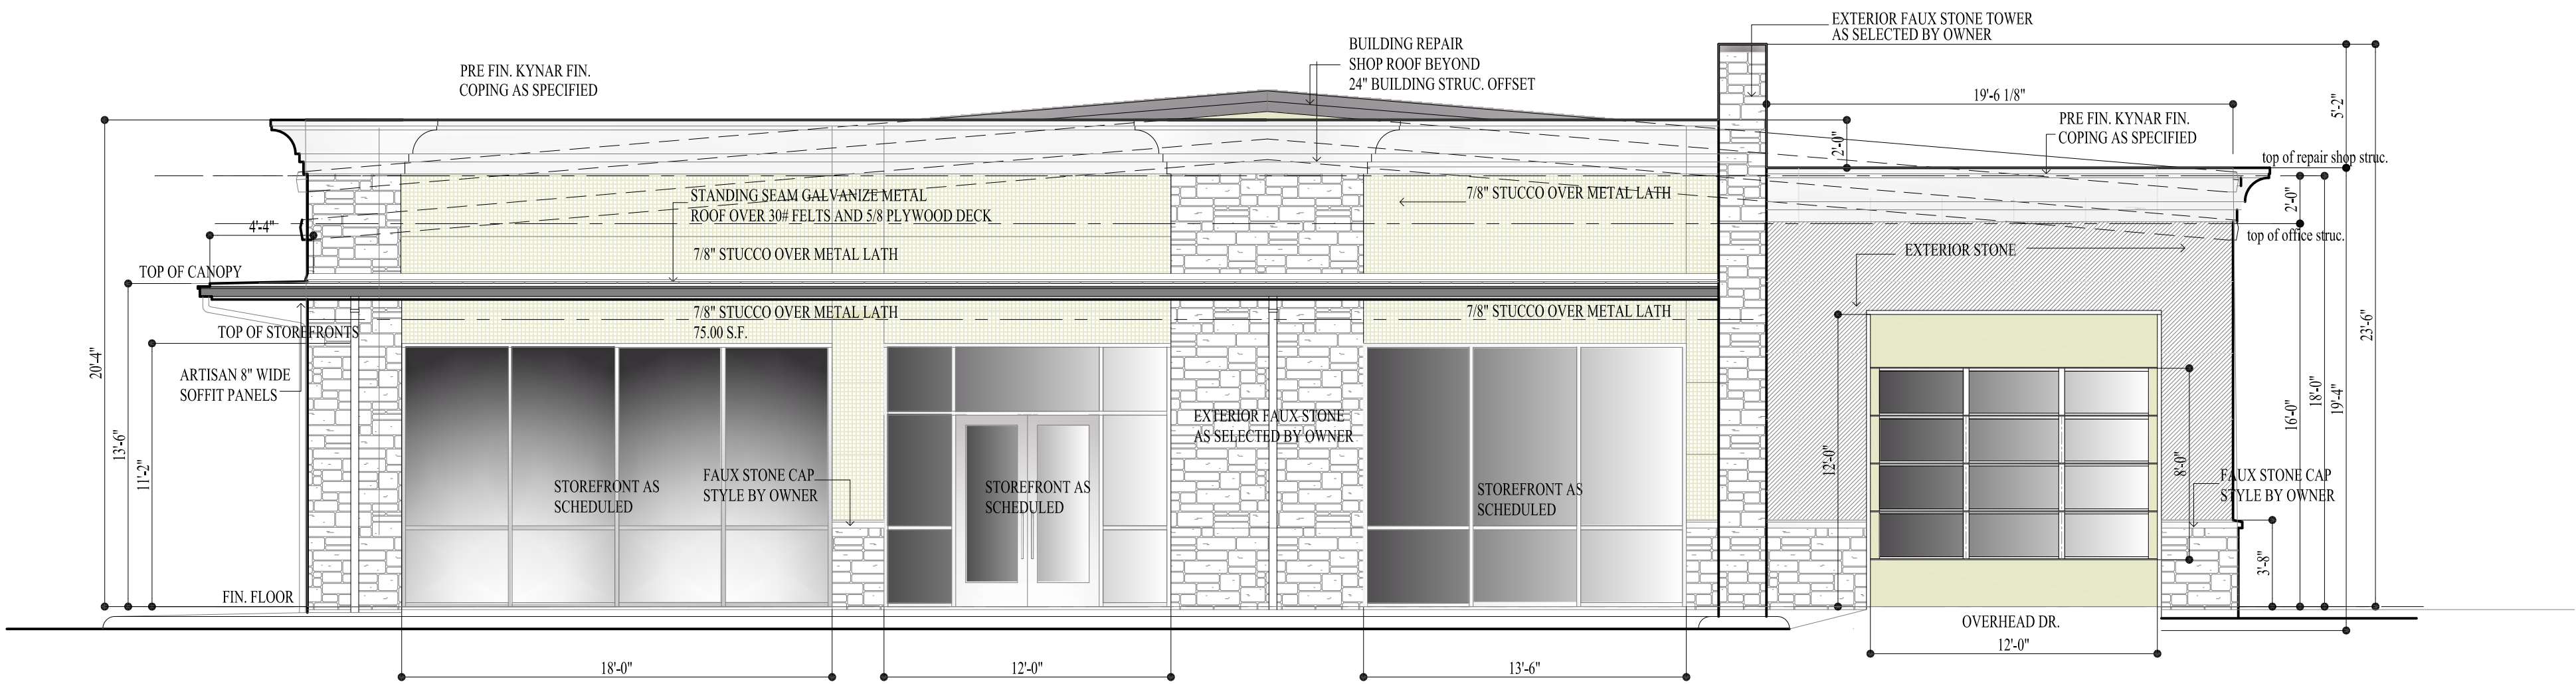 EXTERIOR FAUX STONE TOWER
AS SELECTED BY OWNER
BUILDING REPAIR
SHOP ROOF BEYOND
24" BUILDING STRUC. OFFSET
PRE FIN. KYNAR FIN.
COPING AS SPECIFIED
19'-6 1/8"
5'-2"
PRE FIN. KYNAR FIN.
COPING AS SPECIFIED
2'-0"
top of repair shop struc.
STANDING SEAM GALVANIZE METAL
ROOF OVER 30# FELTS AND 5/8 PLYWOOD DECK
7/8" STUCCO OVER METAL LATH
2'-0"
4'-4"
top of office struc.
7/8" STUCCO OVER METAL LATH
EXTERIOR STONE
TOP OF CANOPY
7/8" STUCCO OVER METAL LATH
75.00 S.F.
7/8" STUCCO OVER METAL LATH
TOP OF STOREFRONTS
20'-4"
23'-6"
ARTISAN 8" WIDE
SOFFIT PANELS
18'-0"
19'-4"
16'-0"
EXTERIOR FAUX STONE
AS SELECTED BY OWNER
13'-6"
11'-2"
12'-0"
8'-0"
FAUX STONE CAP
STYLE BY OWNER
STOREFRONT AS
SCHEDULED
STOREFRONT AS
SCHEDULED
STOREFRONT AS
SCHEDULED
FAUX STONE CAP
STYLE BY OWNER
3'-8"
FIN. FLOOR
OVERHEAD DR.
12'-0"
18'-0"
12'-0"
13'-6"